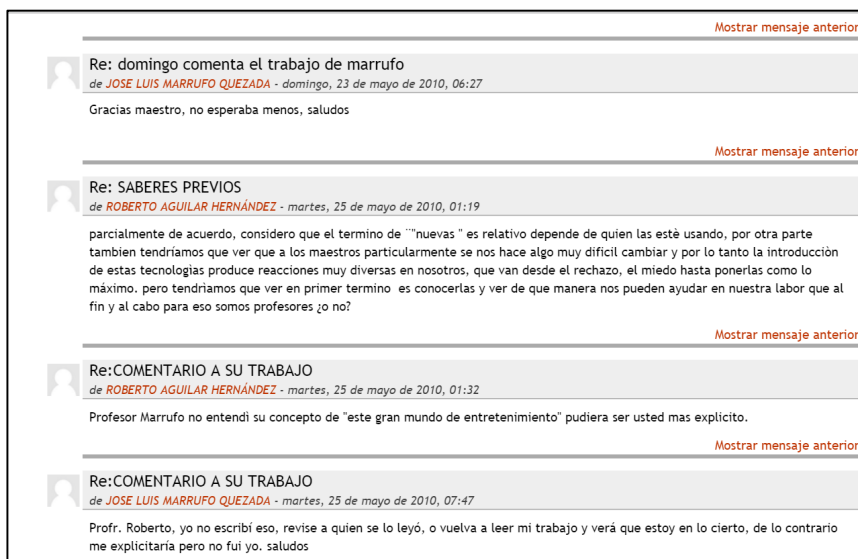 Mostrar mensaje anterior
Re: domingo comenta el trabajo de marrufo
de JOSE LUIS MARRUFO QUEZADA - domingo, 23 de mayo de 2010, 06:27
Gracias maestro, no esperaba menos, saludos
Mostrar mensaje anterior
Re: SABERES PREVIOS
de ROBERTO AGUILAR HERNÁNDEZ - martes, 25 de mayo de 2010, 01:19
parcialmente de acuerdo, considero que el termino de ¨"nuevas " es relativo depende de quien las estè usando, por otra parte
tambien tendríamos que ver que a los maestros particularmente se nos hace algo muy dificil cambiar y por lo tanto la introducciòn
de estas tecnologìas produce reacciones muy diversas en nosotros, que van desde el rechazo, el miedo hasta ponerlas como lo
máximo. pero tendrìamos que ver en primer termino es conocerlas y ver de que manera nos pueden ayudar en nuestra labor que al
fin y al cabo para eso somos profesores ¿o no?
Mostrar mensaje anterior
Re:COMENTARIO A SU TRABAJO
de ROBERTO AGUILAR HERNÁNDEZ - martes, 25 de mayo de 2010, 01:32
Profesor Marrufo no entendì su concepto de "este gran mundo de entretenimiento" pudiera ser usted mas explicito.
Mostrar mensaje anterior
Re:COMENTARIO A SU TRABAJO
de JOSE LUIS MARRUFO QUEZADA - martes, 25 de mayo de 2010, 07:47
Profr. Roberto, yo no escribí eso, revise a quien se lo leyó, o vuelva a leer mi trabajo y verá que estoy en lo cierto, de lo contrario
me explicitaría pero no fui yo. saludos